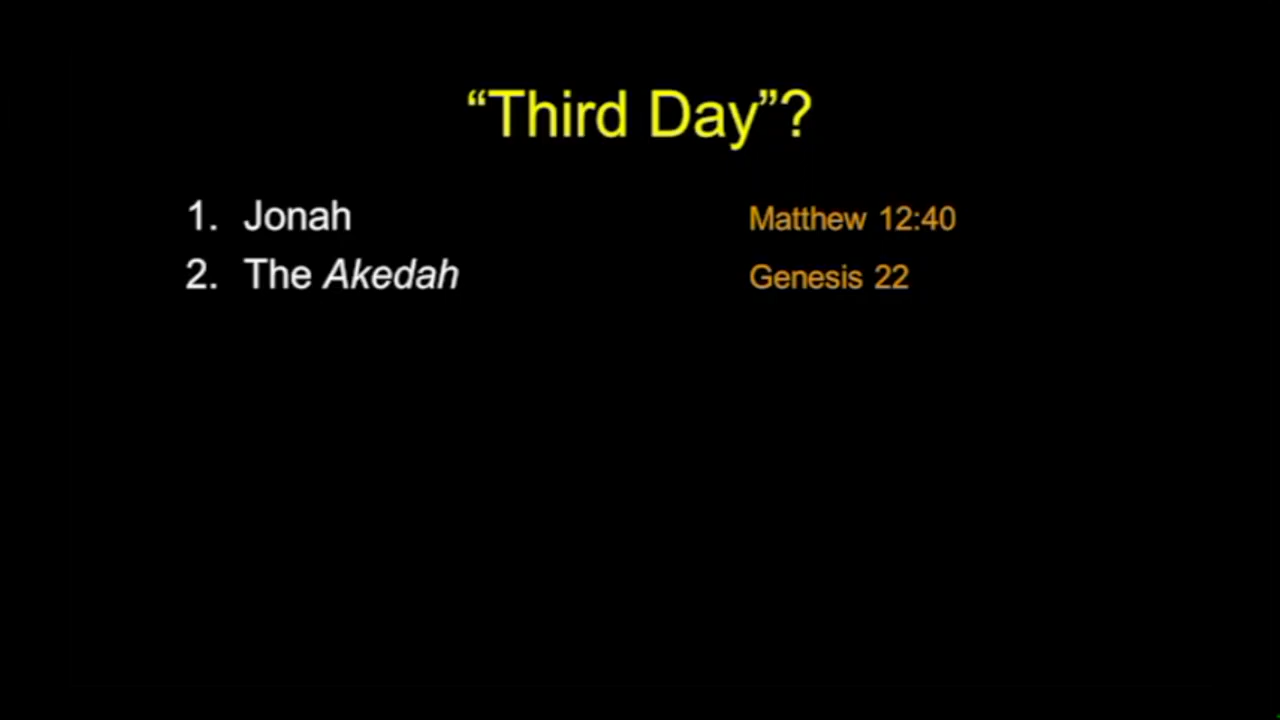 “Third Day”?
1. Jonah Matthew 12:40
2. The Akedah Genesis 22